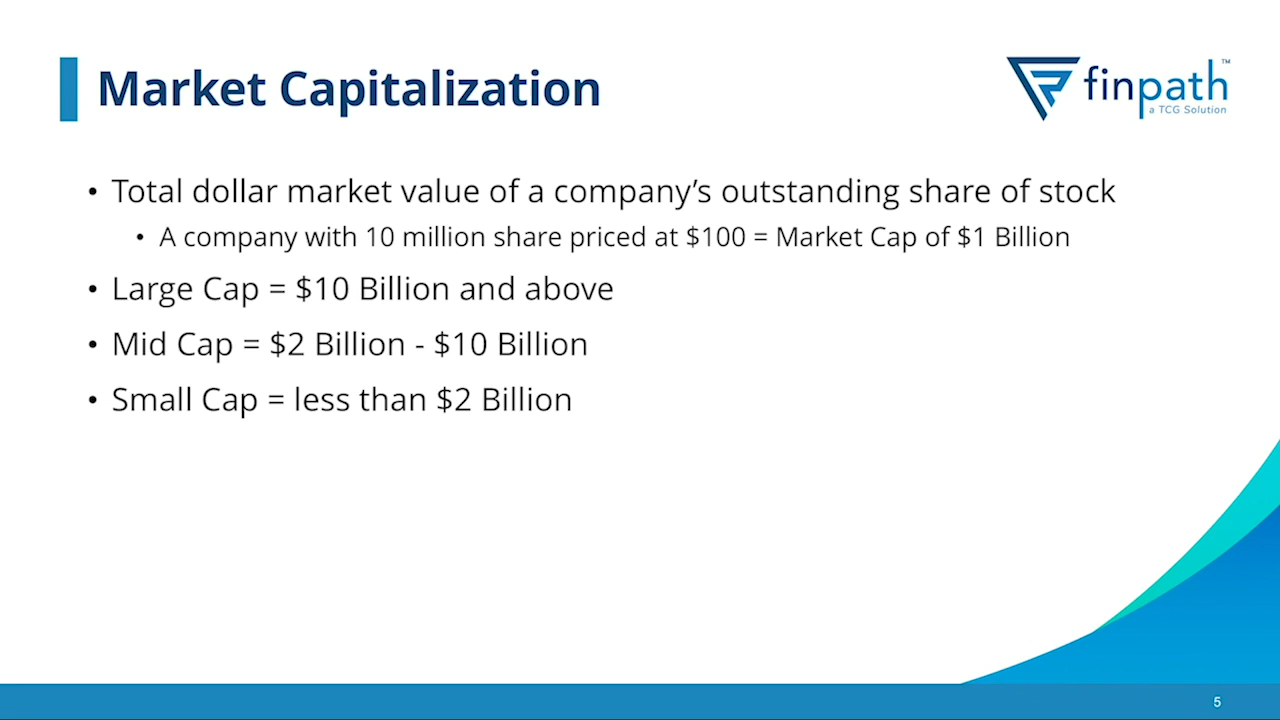 Market Capitalization
finpath™
a TCG Solution
• Total dollar market value of a company’s outstanding share of stock
• A company with 10 million share priced at $100 = Market Cap of $1 Billion
• Large Cap = $10 Billion and above
• Mid Cap = $2 Billion - $10 Billion
• Small Cap = less than $2 Billion
5